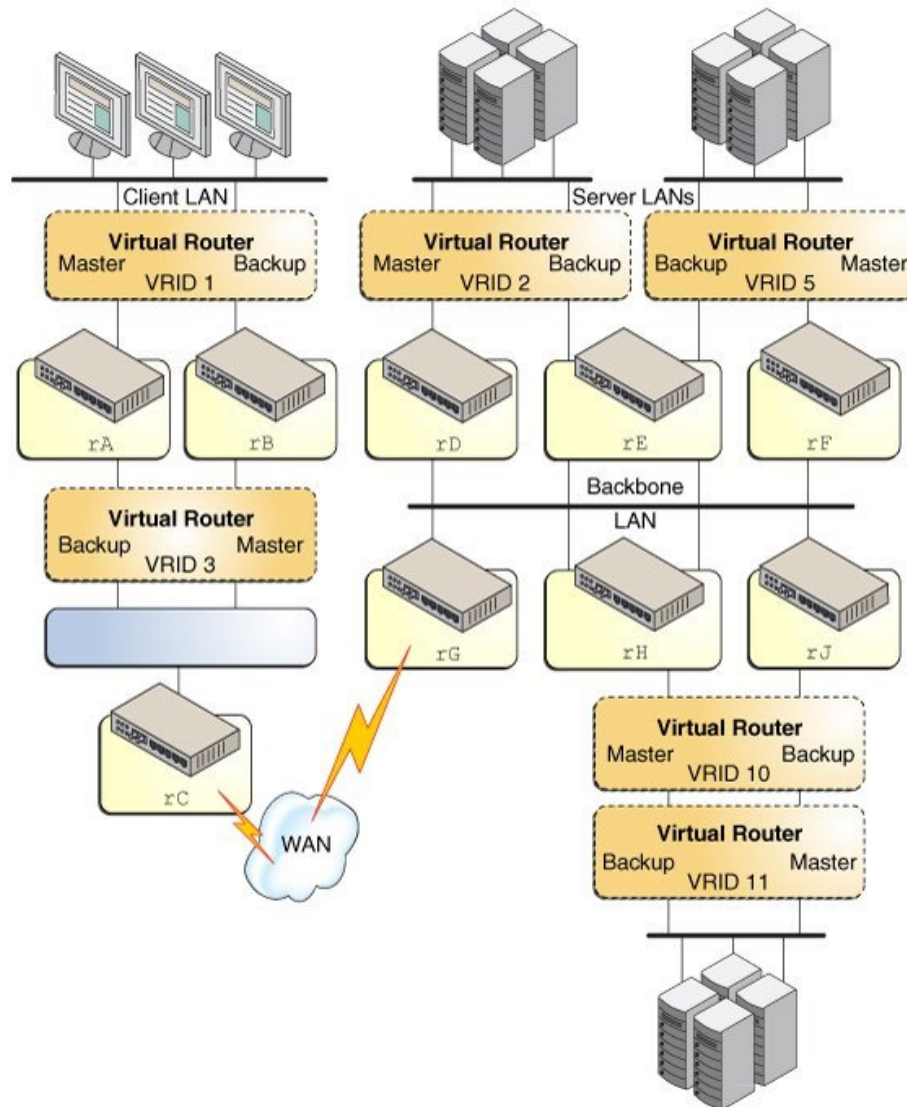 Client LAN
Server LANs
Virtual Router
Master Backup
VRID 1
Virtual Router
Master Backup
VRID 2
Virtual Router
Backup Master
VRID 5
rA
rB
rD
rE
rF
Backbone
LAN
Virtual Router
Backup Master
VRID 3
rG
rH
rJ
rC
WAN
Virtual Router
Master Backup
VRID 10
Virtual Router
Backup Master
VRID 11